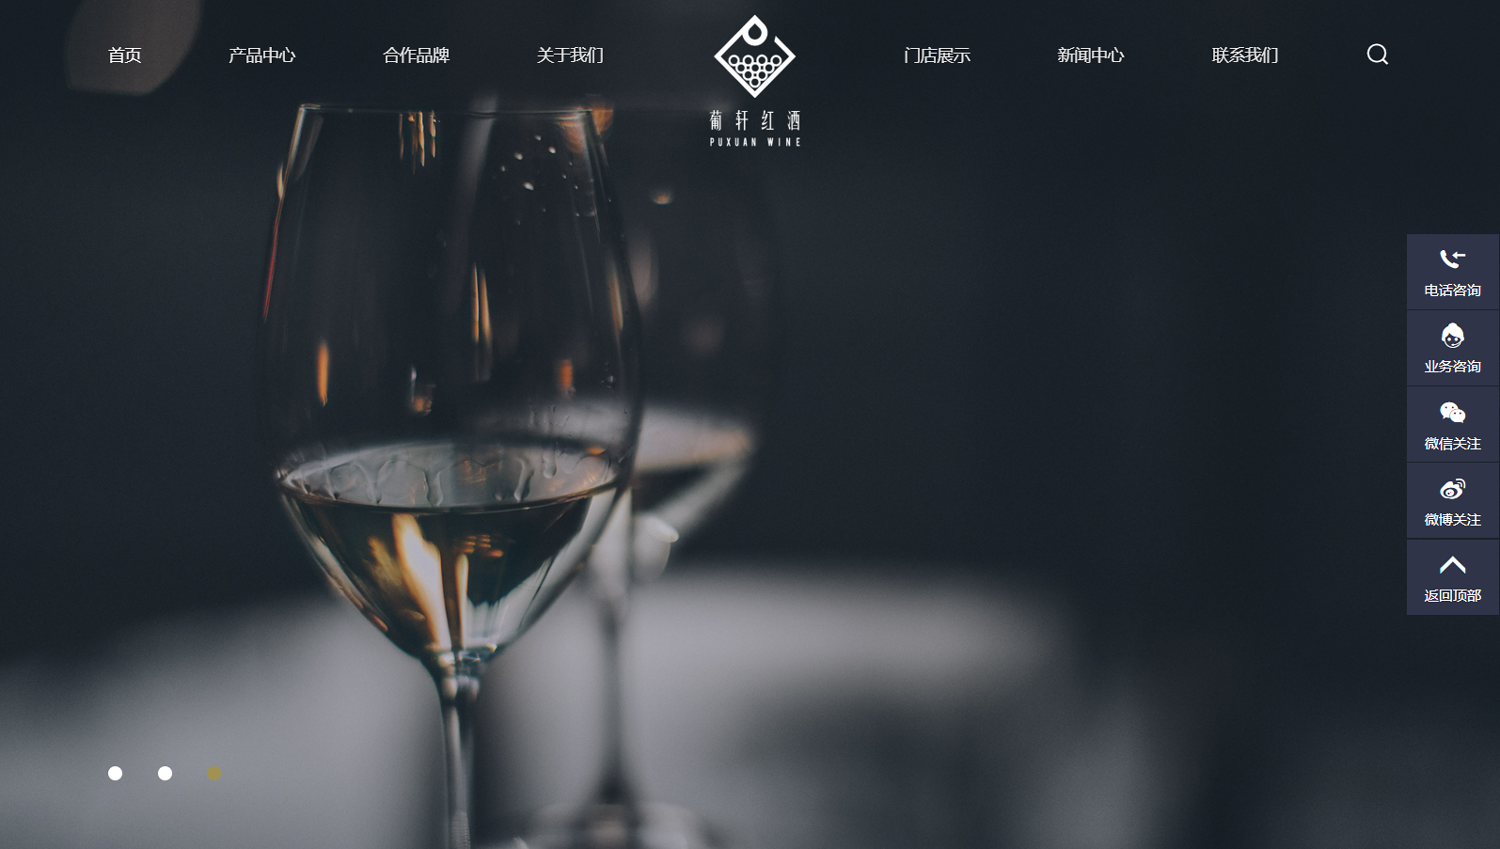 首页
产品中心
合作品牌
关于我们
葡轩红酒
PUXUAN WINE
门店展示
新闻中心
联系我们
电话咨询
业务咨询
微信关注
微博关注
返回顶部